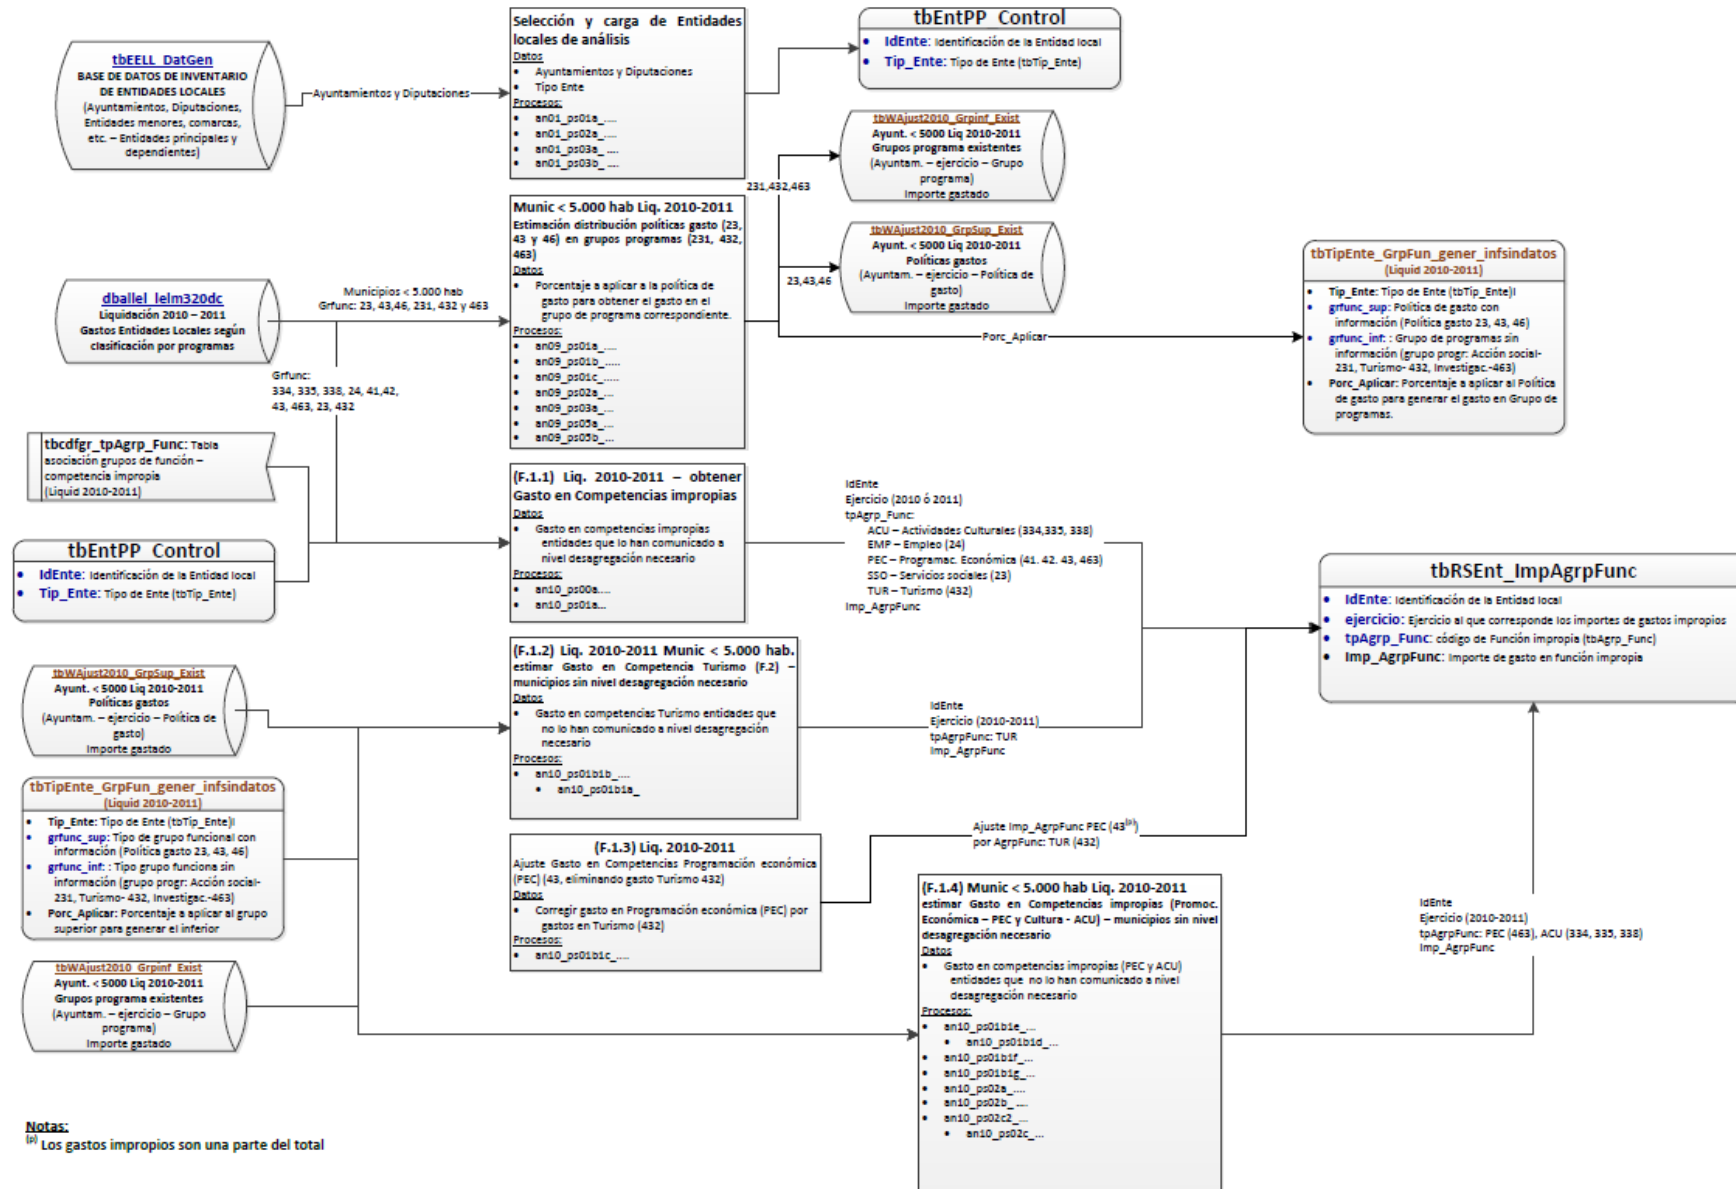 tbEELL_DatGen
BASE DE DATOS DE INVENTARIO
DE ENTIDADES LOCALES
(Ayuntamientos, Diputaciones,
Entidades menores, comarcas,
etc. – Entidades principales y
dependientes)
Ayuntamientos y Diputaciones
Selección y carga de Entidades
locales de análisis
Datos
• Ayuntamientos y Diputaciones
• Tipo Ente
Procesos:
• an01_ps01a_....
• an01_ps02a_....
• an01_ps03a_ ....
• an01_ps03b_ ....
tbEntPP_Control
• IdEnte: Identificación de la Entidad local
• Tip_Ente: Tipo de Ente (tbTip_Ente)
tbWAjust2010_Grpinf_Exist
Ayunt. < 5000 Liq 2010-2011
Grupos programa existentes
(Ayuntam. – ejercicio – Grupo
programa)
Importe gastado
231,432,463
tbWAjust2010_GrpSup_Exist
Ayunt. < 5000 Liq 2010-2011
Políticas gastos
(Ayuntam. – ejercicio – Política de
gasto)
Importe gastado
23,43,46
dballel_lelm320dc
Liquidación 2010 – 2011
Gastos Entidades Locales según
clasificación por programas
Municipios < 5.000 hab
Grfunc: 23, 43,46, 231, 432 y 463
Munic < 5.000 hab Liq. 2010-2011
Estimación distribución políticas gasto (23,
43 y 46) en grupos programas (231, 432,
463)
Datos
• Porcentaje a aplicar a la política de
gasto para obtener el gasto en el
grupo de programa correspondiente.
Procesos:
• an09_ps01a_....
• an09_ps01b_.....
• an09_ps01c_.....
• an09_ps02a_...
• an09_ps03a_...
• an09_ps05a_...
• an09_ps05b_...
Porc_Aplicar
tbTipEnte_GrpFun_gener_infsindatos
(Liquid 2010-2011)
• Tip_Ente: Tipo de Ente (tbTip_Ente)l
• grfunc_sup: Política de gasto con
información (Política gasto 23, 43, 46)
• grfunc_inf: : Grupo de programas sin
información (grupo progr: Acción social-
231, Turismo- 432, Investigac.-463)
• Porc_Aplicar: Porcentaje a aplicar al Política
de gasto para generar el gasto en Grupo de
programas.
Grfunc:
334, 335, 338, 24, 41,42,
43, 463, 23, 432
tbcdfgr_tpAgrp_Func: Tabla
asociación grupos de función –
competencia impropia
(Liquid 2010-2011)
tbEntPP_Control
• IdEnte: Identificación de la Entidad local
• Tip_Ente: Tipo de Ente (tbTip_Ente)
(F.1.1) Liq. 2010-2011 – obtener
Gasto en Competencias impropias
Datos
• Gasto en competencias impropias
entidades que lo han comunicado a
nivel desagregación necesario
Procesos:
• an10_ps00a....
• an10_ps01a...
IdEnte
Ejercicio (2010 ó 2011)
tpAgrp_Func:
ACU – Actividades Culturales (334,335, 338)
EMP – Empleo (24)
PEC – Programac. Económica (41. 42. 43, 463)
SSO – Servicios sociales (23)
TUR – Turismo (432)
Imp_AgrpFunc
tbRSEnt_ImpAgrpFunc
• IdEnte: Identificación de la Entidad local
• ejercicio: Ejercicio al que corresponde los importes de gastos impropios
• tpAgrp_Func: código de Función impropia (tbAgrp_Func)
• Imp_AgrpFunc: Importe de gasto en función impropia
tbWAjust2010_GrpSup_Exist
Ayunt. < 5000 Liq 2010-2011
Políticas gastos
(Ayuntam. – ejercicio – Política de
gasto)
Importe gastado
(F.1.2) Liq. 2010-2011 Munic < 5.000 hab.
estimar Gasto en Competencia Turismo (F.2) –
municipios sin nivel desagregación necesario
Datos
• Gasto en competencias Turismo entidades que
no lo han comunicado a nivel desagregación
necesario
Procesos:
• an10_ps01b1b_....
• an10_ps01b1a_
IdEnte
Ejercicio (2010-2011)
tpAgrpFunc: TUR
Imp_AgrpFunc
tbTipEnte_GrpFun_gener_infsindatos
(Liquid 2010-2011)
• Tip_Ente: Tipo de Ente (tbTip_Ente)l
• grfunc_sup: Tipo de grupo funcional con
información (Política gasto 23, 43, 46)
• grfunc_inf: : Tipo grupo funciona sin
información (grupo progr: Acción social-
231, Turismo- 432, Investigac.-463)
• Porc_Aplicar: Porcentaje a aplicar al grupo
superior para generar el inferior
(F.1.3) Liq. 2010-2011
Ajuste Gasto en Competencias Programación económica
(PEC) (43, eliminando gasto Turismo 432)
Datos
• Corregir gasto en Programación económica (PEC) por
gastos en Turismo (432)
Procesos:
• an10_ps01b1c_....
Ajuste Imp_AgrpFunc PEC (43(p))
por AgrpFunc: TUR (432)
tbWAjust2010_Grpinf_Exist
Ayunt. < 5000 Liq 2010-2011
Grupos programa existentes
(Ayuntam. – ejercicio – Grupo
programa)
Importe gastado
(F.1.4) Munic < 5.000 hab Liq. 2010-2011
estimar Gasto en Competencias impropias (Promoc.
Económica – PEC y Cultura - ACU) – municipios sin nivel
desagregación necesario
Datos
• Gasto en competencias impropias (PEC y ACU)
entidades que no lo han comunicado a nivel
desagregación necesario
Procesos:
• an10_ps01b1e_...
• an10_ps01b1d_...
• an10_ps01b1f_...
• an10_ps01b1g_...
• an10_ps02a_....
• an10_ps02b_ ....
• an10_ps02c2_...
• an10_ps02c_...
IdEnte
Ejercicio (2010-2011)
tpAgrpFunc: PEC (463), ACU (334, 335, 338)
Imp_AgrpFunc
Notas:
(p) Los gastos impropios son una parte del total